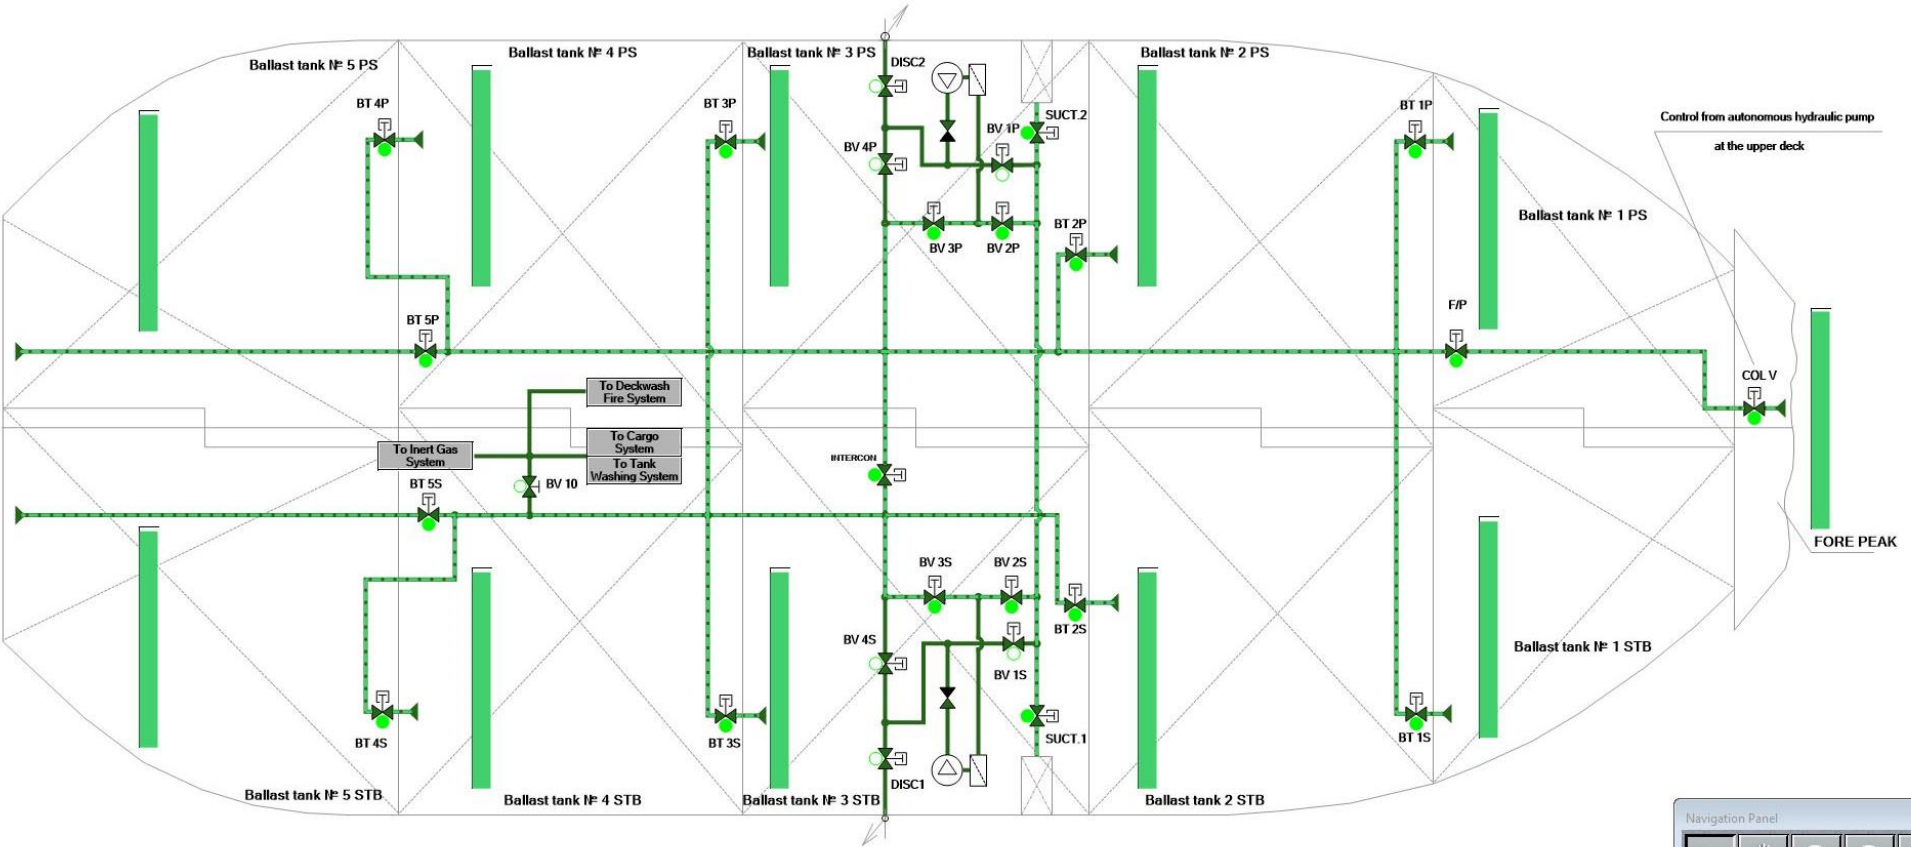 Ballast tank № 5 PS
Ballast tank № 4 PS
Ballast tank № 3 PS
Ballast tank № 2 PS
DISC2
BT 4P
BT 3P
BV 1P
SUCT.2
BT 1P
Control from autonomous hydraulic pump
at the upper deck
BV 4P
BV 3P
BV 2P
BT 2P
Ballast tank № 1 PS
F/P
BT 5P
COL V
To Deckwash
Fire System
To Cargo
System
To Inert Gas
System
To Tank
Washing System
INTERCON
BT 5S
BV 10
FORE PEAK
BV 3S
BV 2S
BT 2S
BV 4S
BV 1S
Ballast tank № 1 STB
BT 4S
BT 3S
SUCT.1
BT 1S
DISC1
Ballast tank № 5 STB
Ballast tank № 4 STB
Ballast tank № 3 STB
Ballast tank 2 STB
Navigation Panel